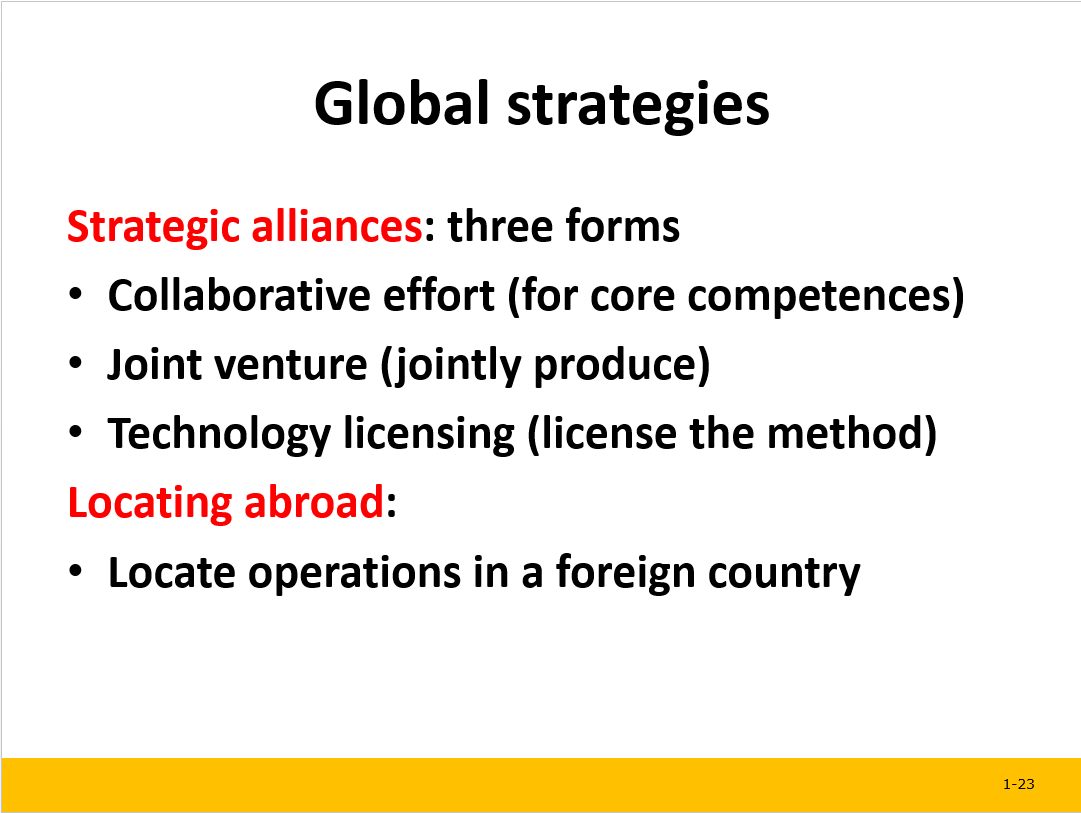 Global strategies
Strategic alliances: three forms
• Collaborative effort (for core competences)
• Joint venture (jointly produce)
• Technology licensing (license the method)
Locating abroad:
• Locate operations in a foreign country
1-23